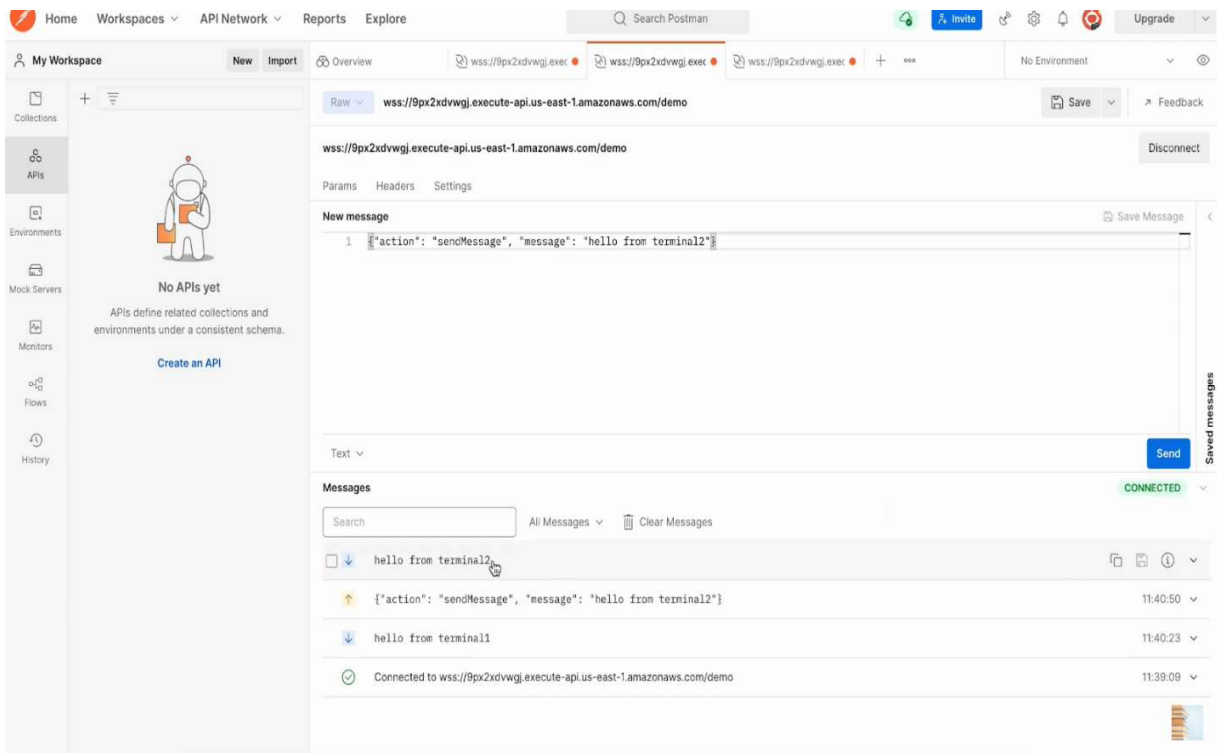 Home Workspaces API Network Reports Explore Search Postman Invite Upgrade
My Workspace New Import Overview wss://9px2xdvwgj.exec wss://9px2xdvwgj.exec wss://9px2xdvwgj.exec No Environment
Collections
APIs
Environments
Mock Servers
Monitors
Flows
History
No APIs yet
APIs define related collections and
environments under a consistent schema.
Create an API
Raw wss://9px2xdvwgj.execute-api.us-east-1.amazonaws.com/demo Save Feedback
wss://9px2xdvwgj.execute-api.us-east-1.amazonaws.com/demo Disconnect
Params Headers Settings
New message Save Message
1 {"action": "sendMessage", "message": "hello from terminal2"}
Text Send
Saved messages
Messages CONNECTED
Search All Messages Clear Messages
hello from terminal2
{"action": "sendMessage", "message": "hello from terminal2"} 11:40:50
hello from terminal1 11:40:23
Connected to wss://9px2xdvwgj.execute-api.us-east-1.amazonaws.com/demo 11:39:09